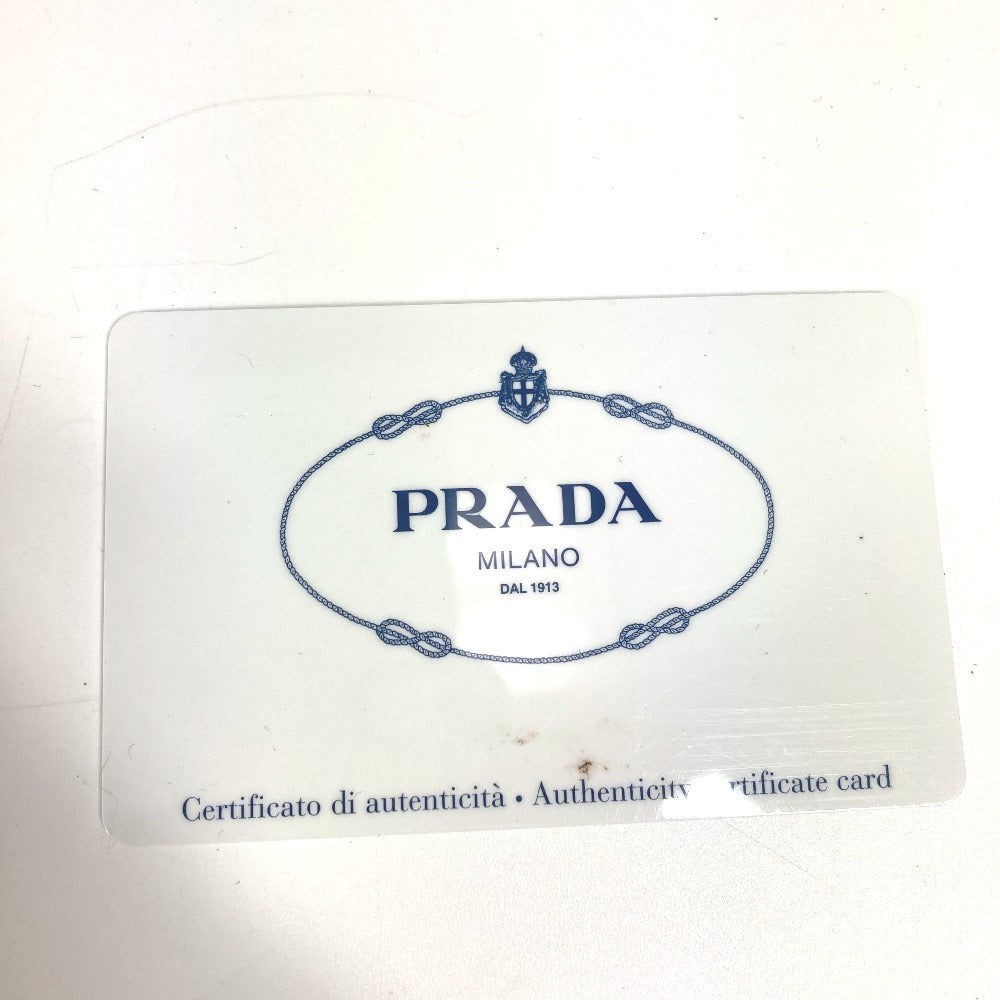 PRADA
MILANO
DAL 1913
Certificato di autenticità • Authenticity card